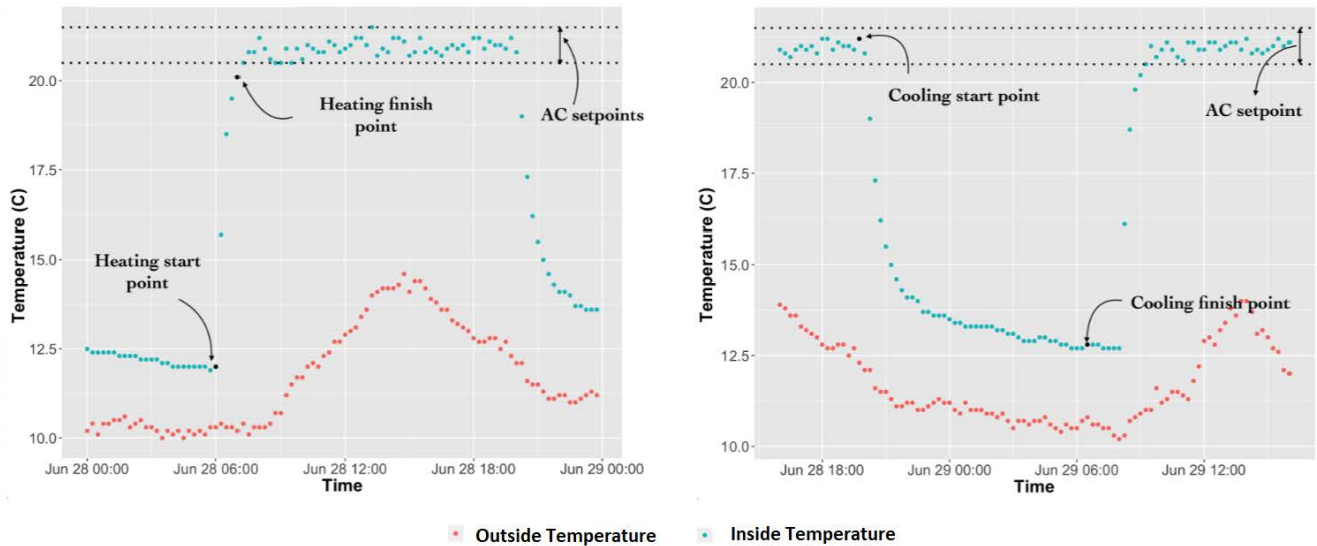 20.0
17.5
15.0
12.5
10.0
Temperature (C)
Heating finish
point
AC setpoints
Heating start
point
Jun 28 00:00
Jun 28 06:00
Jun 28 12:00
Jun 28 18:00
Jun 29 00:00
Time
20.0
17.5
15.0
12.5
10.0
Temperature (C)
Cooling start point
AC setpoint
Cooling finish point
Jun 28 18:00
Jun 29 00:00
Jun 29 06:00
Jun 29 12:00
Time
Outside Temperature
Inside Temperature